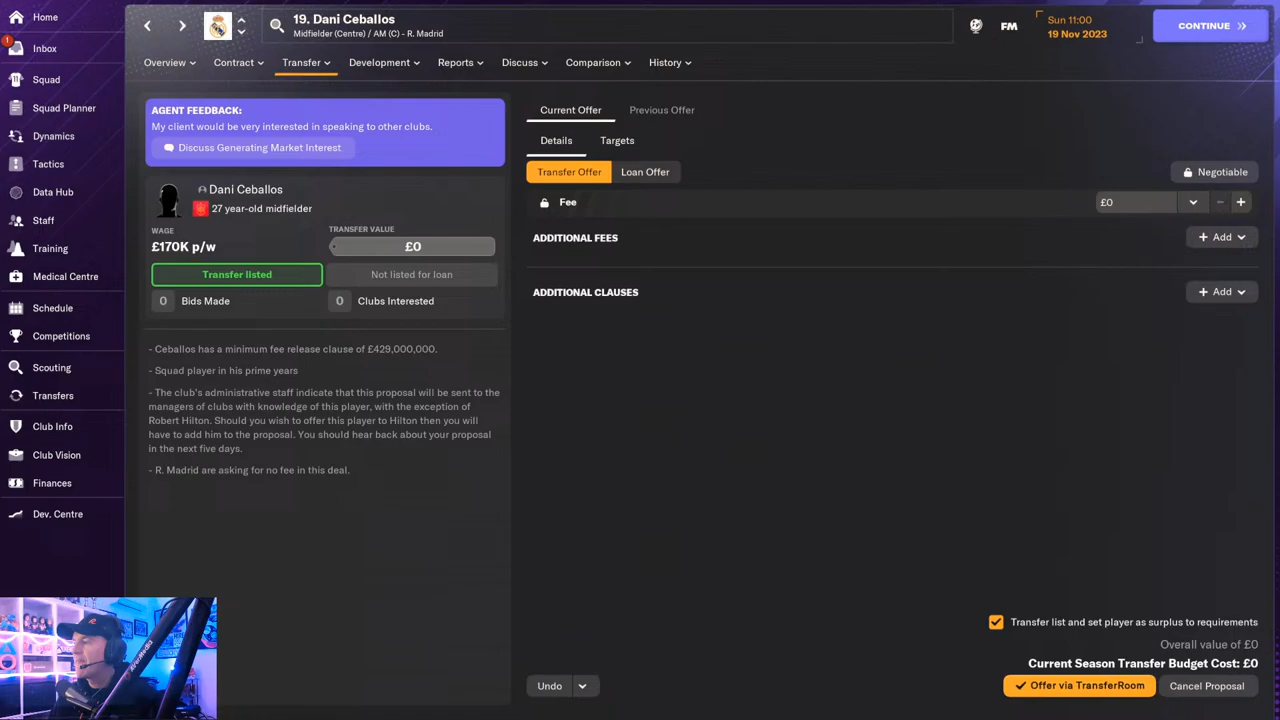 Home
19. Dani Ceballos
Midfielder (Centre) / AM (C) - R. Madrid
FM
Sun 11:00
19 Nov 2023
CONTINUE
1
Inbox
Squad
Squad Planner
Dynamics
Tactics
Data Hub
Staff
Training
Medical Centre
Schedule
Competitions
Scouting
Transfers
Club Info
Club Vision
Finances
Dev. Centre
Overview
Contract
Transfer
Development
Reports
Discuss
Comparison
History
AGENT FEEDBACK:
My client would be very interested in speaking to other clubs.
Discuss Generating Market Interest
Dani Ceballos
27 year-old midfielder
WAGE
£170K p/w
TRANSFER VALUE
£0
Transfer listed
Not listed for loan
0 Bids Made
0 Clubs Interested
- Ceballos has a minimum fee release clause of £429,000,000.
- Squad player in his prime years
- The club's administrative staff indicate that this proposal will be sent to the
managers of clubs with knowledge of this player, with the exception of
Robert Hilton. Should you wish to offer this player to Hilton then you will
have to add him to the proposal. You should hear back about your proposal
in the next five days.
- R. Madrid are asking for no fee in this deal.
Current Offer
Previous Offer
Details
Targets
Transfer Offer
Loan Offer
Negotiable
Fee
£0
ADDITIONAL FEES
+ Add
ADDITIONAL CLAUSES
+ Add
Transfer list and set player as surplus to requirements
Overall value of £0
Current Season Transfer Budget Cost: £0
Undo
Offer via TransferRoom
Cancel Proposal